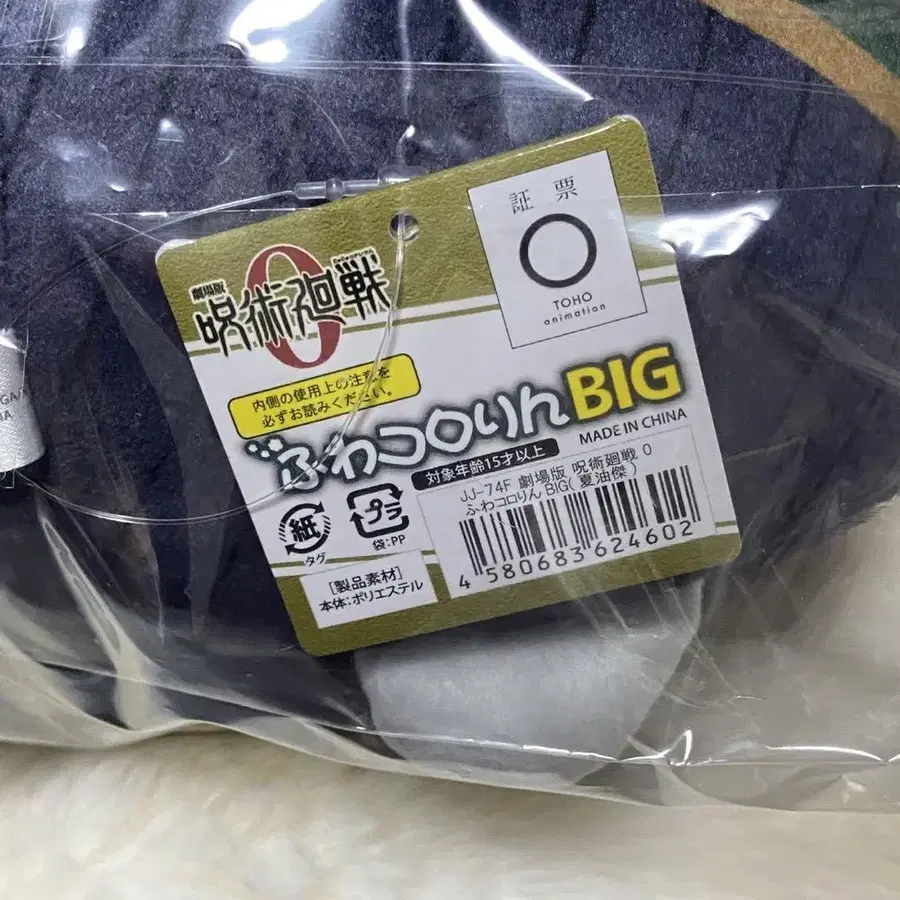 証票
TOHO
animation
劇場版
呪術廻戦
0
内側の使用上の注意を
必ずお読みください。
ふわコロりんBIG
対象年齢15才以上
MADE IN CHINA
JJ-74F 劇場版 呪術廻戦 0
ふわコロりん BIG( 夏油傑 )
4 580683 624602
紙
タグ
プラ
袋:PP
[製品素材]
本体:ポリエステル